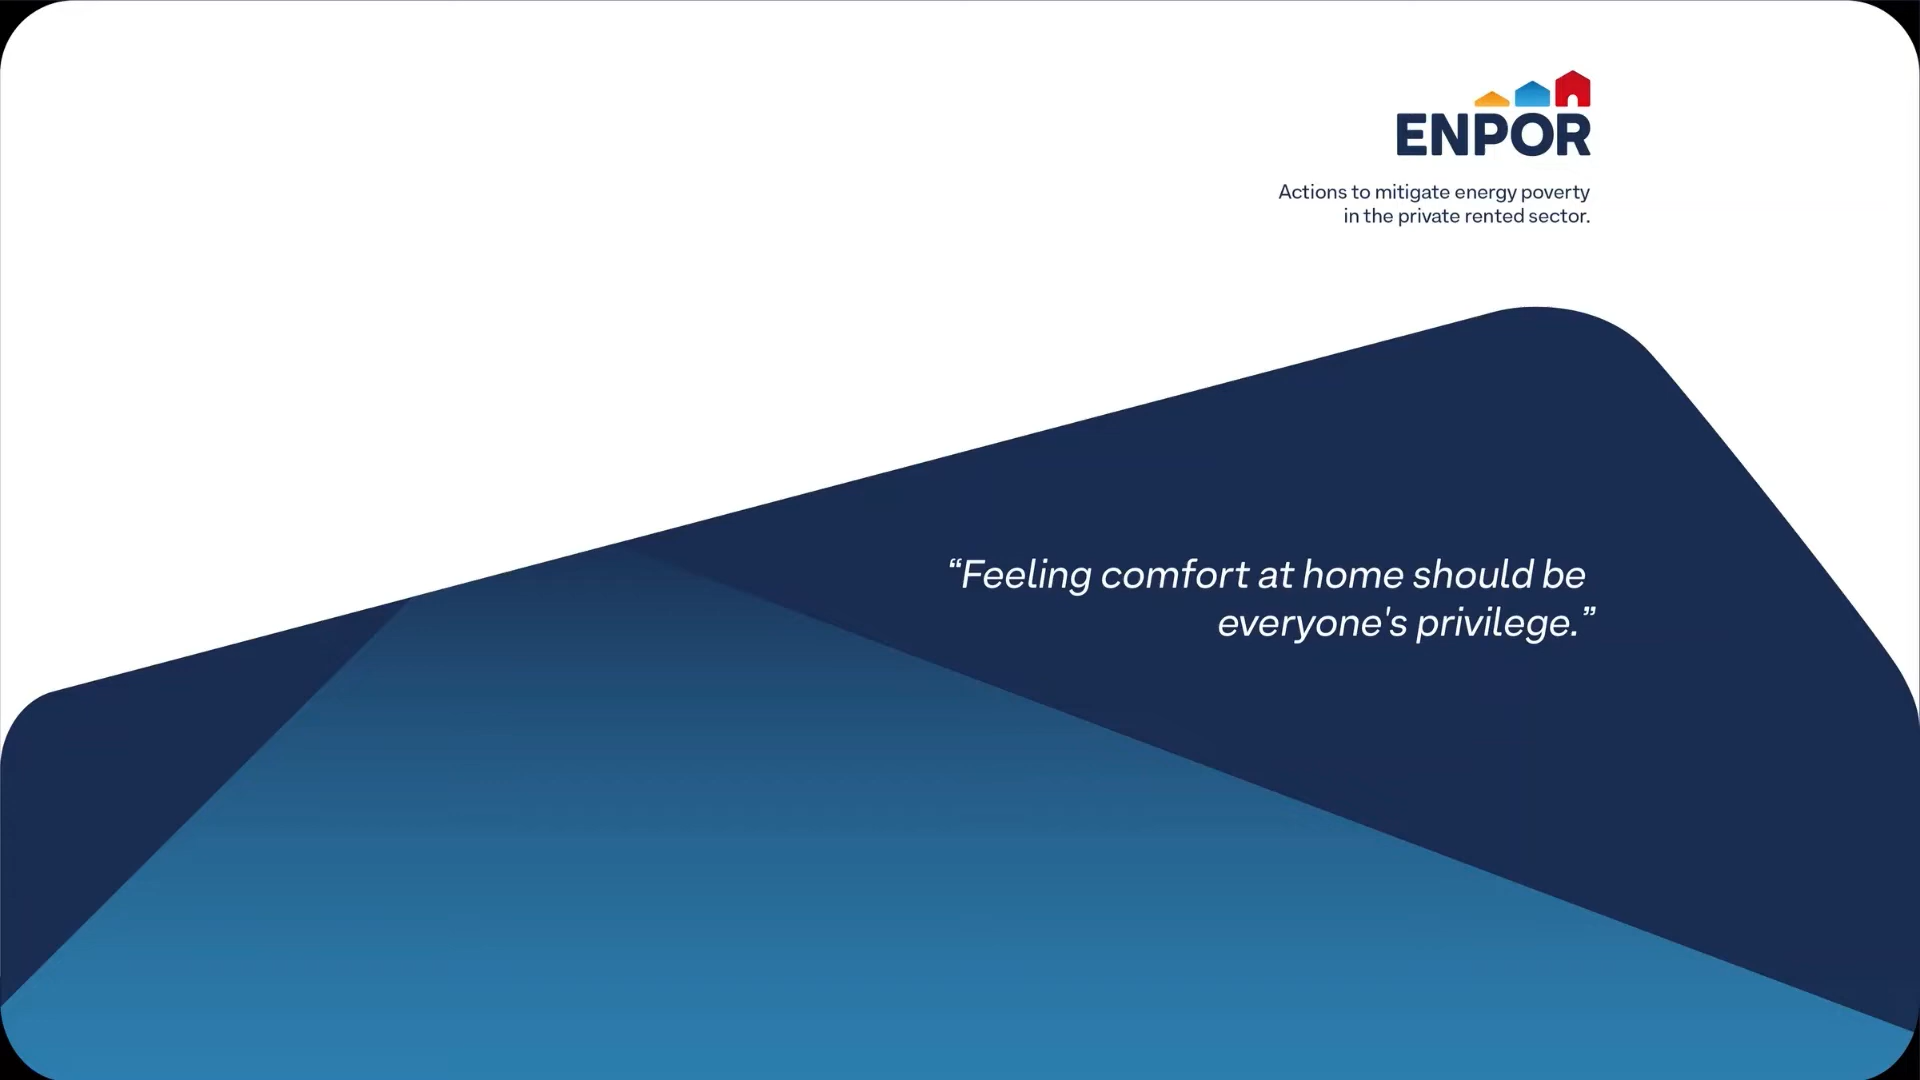 ENPOR
Actions to mitigate energy poverty
in the private rented sector.
“Feeling comfort at home should be
everyone's privilege.”